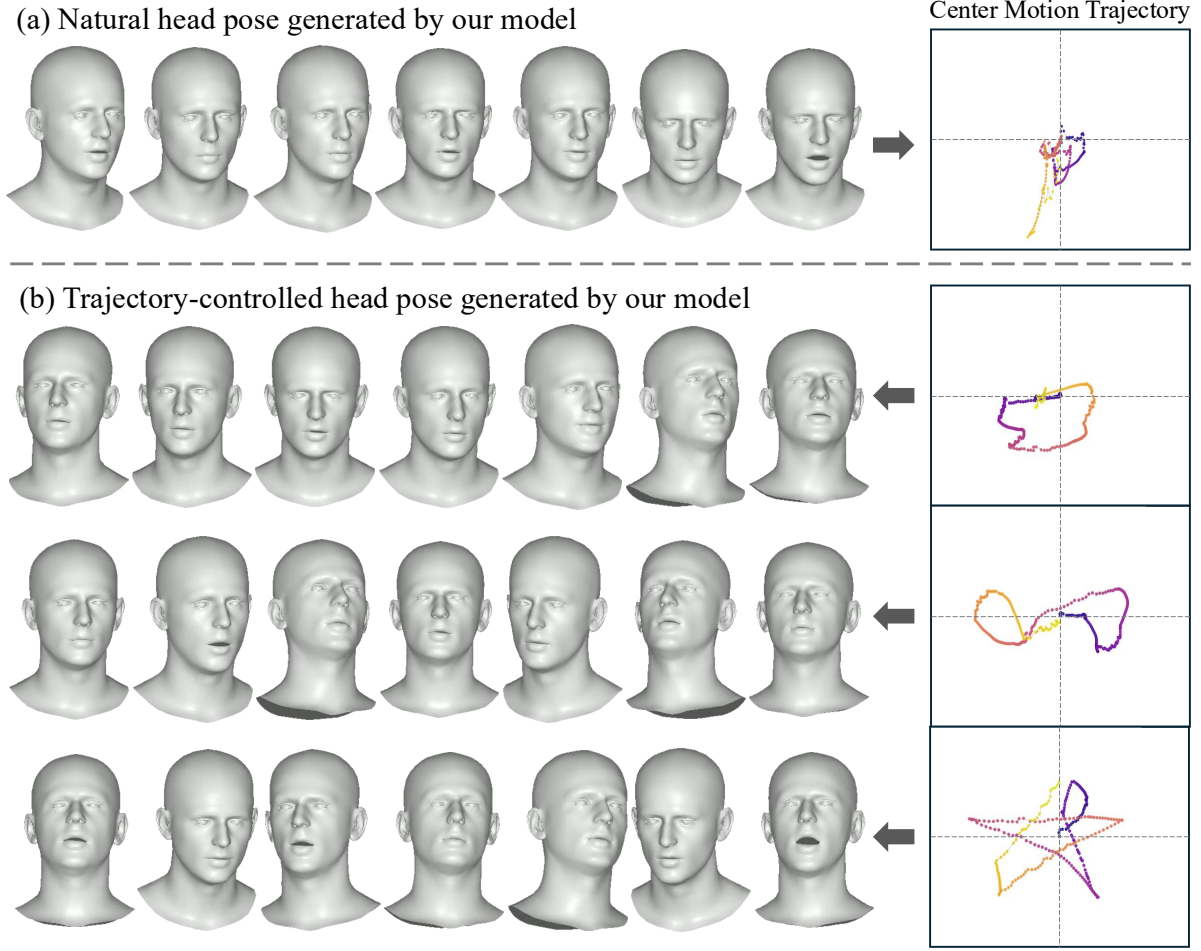 (a) Natural head pose generated by our model
Center Motion Trajectory
(b) Trajectory-controlled head pose generated by our model